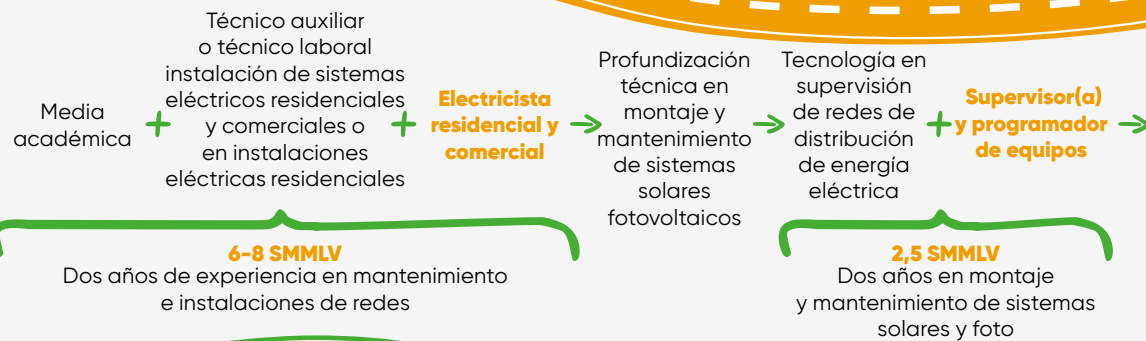 Media
académica
+
Técnico auxiliar
o técnico laboral
instalación de sistemas
eléctricos residenciales
y comerciales o
en instalaciones
eléctricas residenciales
+
Electricista
residencial y
comercial
Profundización
técnica en
montaje y
mantenimiento
de sistemas
solares
fotovoltaicos
Tecnología en
supervisión
de redes de
distribución
de energía
eléctrica
+
Supervisor(a)
y programador
de equipos
6-8 SMMLV
Dos años de experiencia en mantenimiento
e instalaciones de redes
2,5 SMMLV
Dos años en montaje
y mantenimiento de sistemas
solares y foto